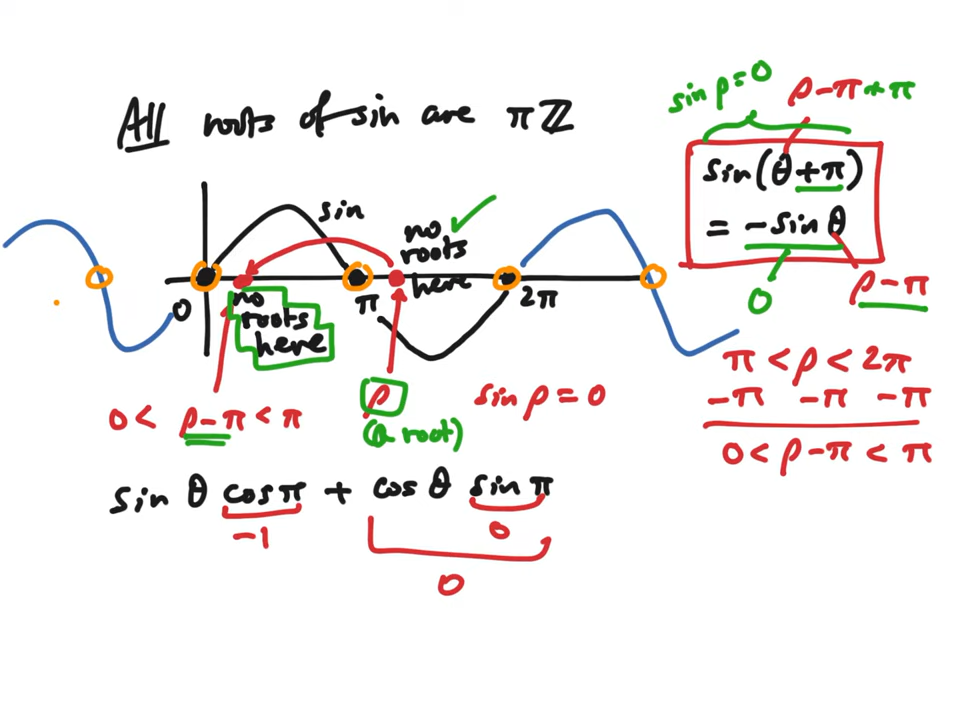 All roots of sin are πℤ
sin ρ = 0
ρ − π + π
sin(θ + π)
= − sin θ
0
ρ − π
sin
no
roots
here
0
π
2π
no
roots
here
0 < ρ − π < π
ρ
(a root)
sin ρ = 0
π < ρ < 2π
−π −π −π
0 < ρ − π < π
sin θ cos π + cos θ sin π
−1
0
0